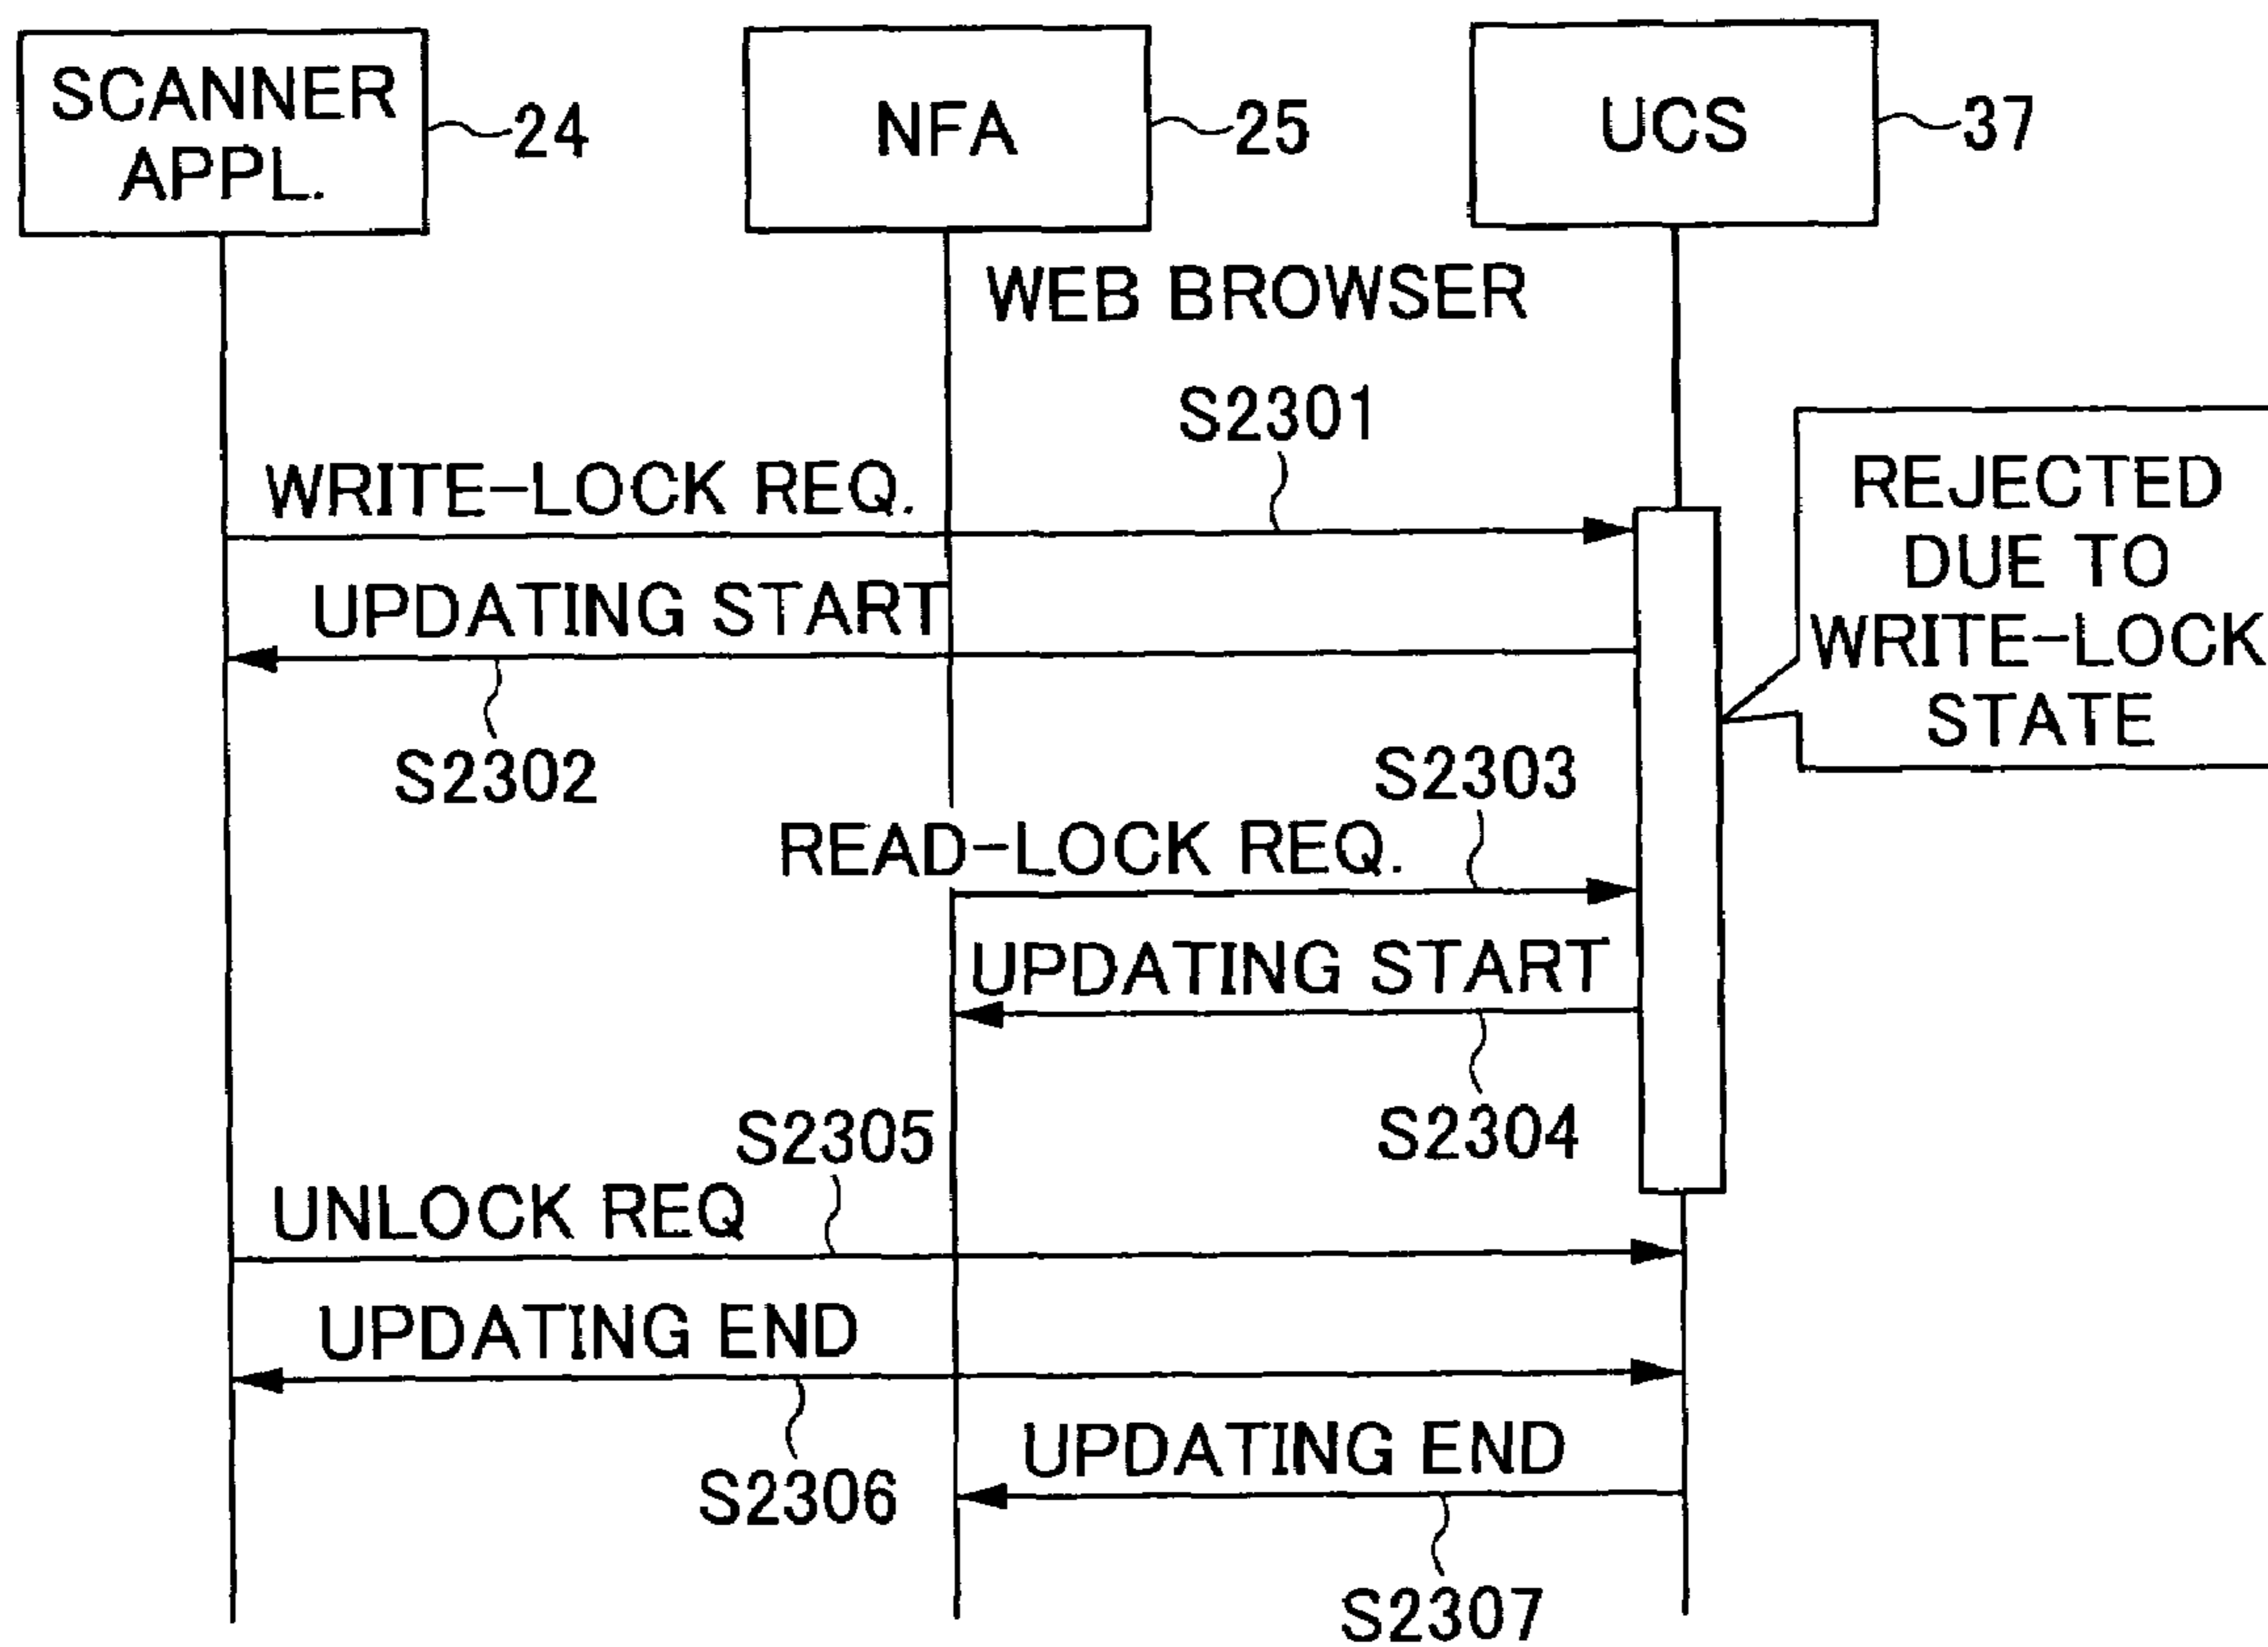 SCANNER
APPL.
24
NFA
25
UCS
37
WEB BROWSER
S2301
WRITE-LOCK REQ.
REJECTED
DUE TO
WRITE-LOCK
STATE
UPDATING START
S2302
S2303
READ-LOCK REQ.
UPDATING START
S2304
S2305
UNLOCK REQ
UPDATING END
S2306
UPDATING END
S2307